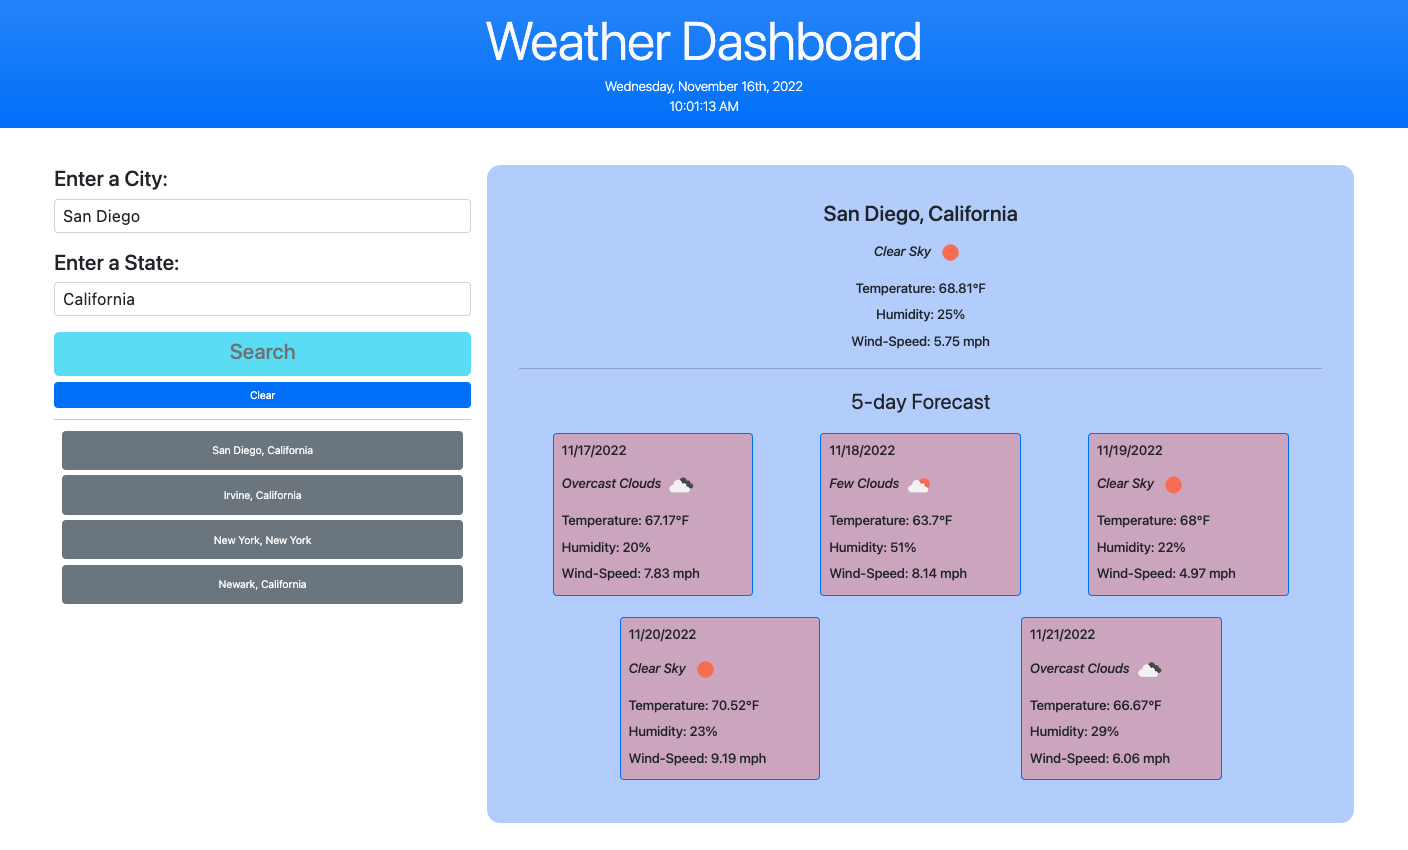 Weather Dashboard
Wednesday, November 16th, 2022
10:01:13 AM
Enter a City:
San Diego
Enter a State:
California
Search
Clear
San Diego, California
Irvine, California
New York, New York
Newark, California
San Diego, California
Clear Sky
Temperature: 68.81°F
Humidity: 25%
Wind-Speed: 5.75 mph
5-day Forecast
11/17/2022
Overcast Clouds
Temperature: 67.17°F
Humidity: 20%
Wind-Speed: 7.83 mph
11/18/2022
Few Clouds
Temperature: 63.7°F
Humidity: 51%
Wind-Speed: 8.14 mph
11/19/2022
Clear Sky
Temperature: 68°F
Humidity: 22%
Wind-Speed: 4.97 mph
11/20/2022
Clear Sky
Temperature: 70.52°F
Humidity: 23%
Wind-Speed: 9.19 mph
11/21/2022
Overcast Clouds
Temperature: 66.67°F
Humidity: 29%
Wind-Speed: 6.06 mph